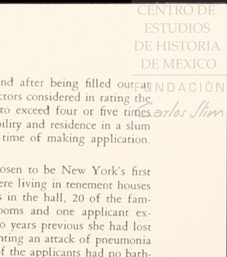 CENTRO DE
ESTUDIOS
DE HISTORIA
DE MEXICO
FUNDACIÓN
Carlos Slim
nd after being filled out at
ctors considered in rating the
to exceed four or five times
bility and residence in a slum
time of making application.
osen to be New York's first
ere living in tenement houses
s in the hall, 20 of the fam-
ooms and one applicant ex-
o years previous she had lost
nting an attack of pneumonia
f the applicants had no bath-